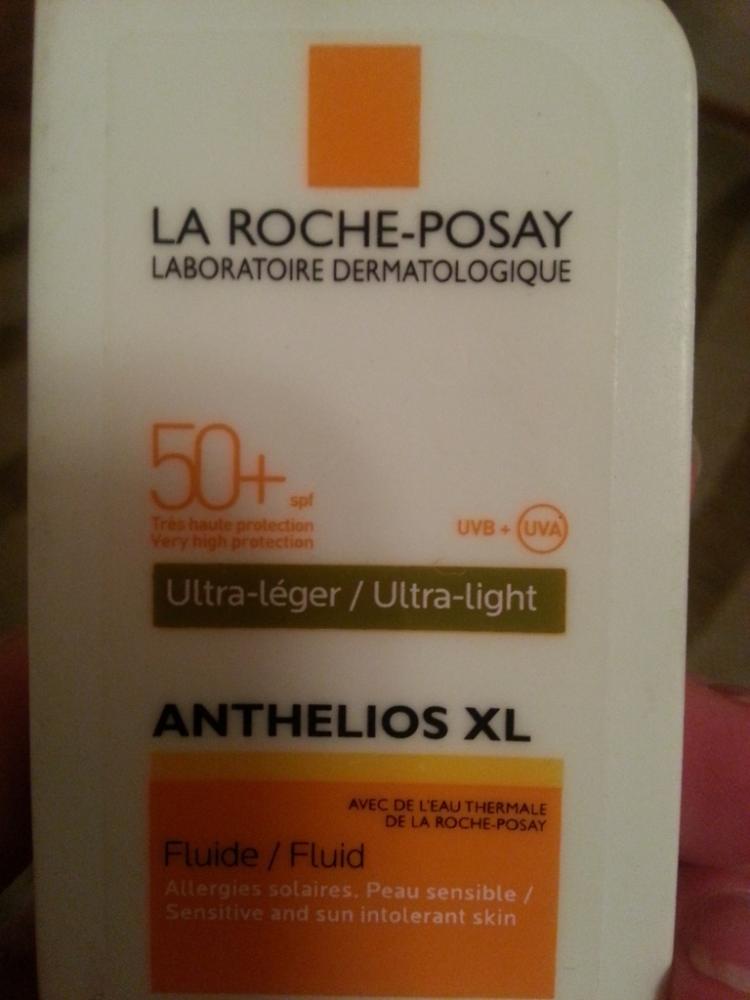 LA ROCHE-POSAY
LABORATOIRE DERMATOLOGIQUE
50+ spf
Très haute protection
Very high protection
UVB + UVA
Ultra-léger / Ultra-light
ANTHELIOS XL
AVEC DE L'EAU THERMALE
DE LA ROCHE-POSAY
Fluide / Fluid
Allergies solaires. Peau sensible /
Sensitive and sun intolerant skin